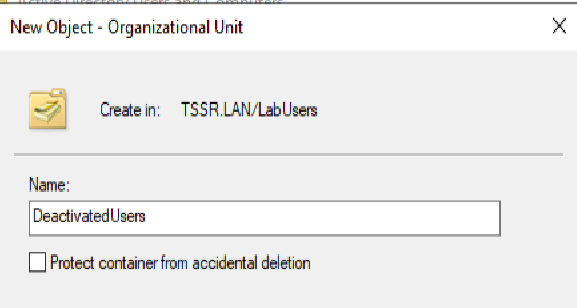 Active Directory Users and Computers
New Object - Organizational Unit
Create in: TSSR.LAN/LabUsers
Name:
DeactivatedUsers
Protect container from accidental deletion